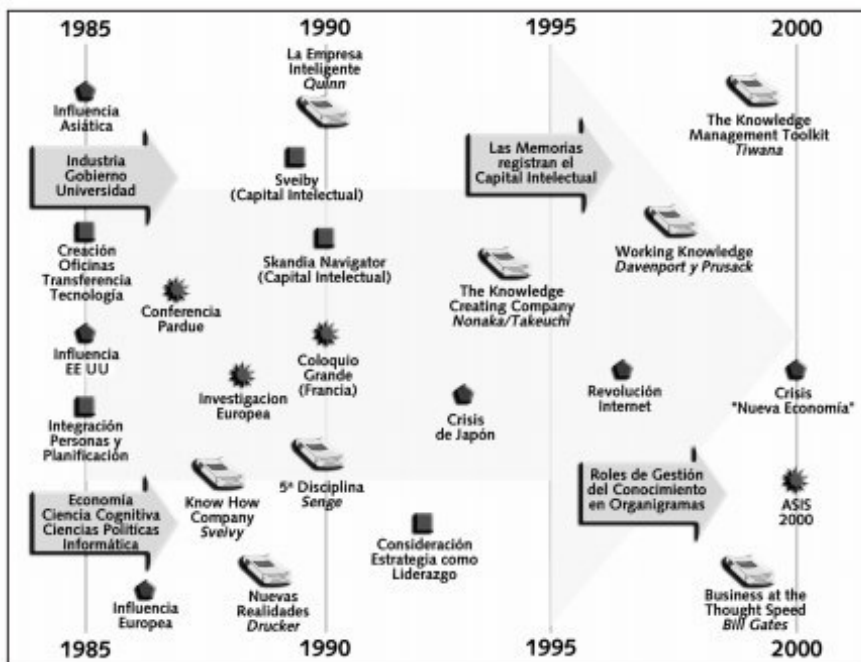 1985
1990
1995
2000
La Empresa
Inteligente
Quinn
Influencia
Asiática
The Knowledge
Management Toolkit
Tiwana
Industria
Gobierno
Universidad
Sveiby
(Capital Intelectual)
Las Memorias
registran el
Capital Intelectual
Creación
Oficinas
Transferencia
Tecnología
Skandia Navigator
(Capital Intelectual)
Working Knowledge
Davenport y Prusack
Conferencia
Pardue
The Knowledge
Creating Company
Nonaka/Takeuchi
Influencia
EE UU
Coloquio
Grande
(Francia)
Investigacion
Europea
Revolución
Internet
Crisis
"Nueva Economía"
Crisis
de Japón
Integración
Personas y
Planificación
5ª Disciplina
Senge
Roles de Gestión
del Conocimiento
en Organigramas
Economía
Ciencia Cognitiva
Ciencias Políticas
Informática
Know How
Company
Sveivy
ASIS
2000
Consideración
Estrategia como
Liderazgo
Influencia
Europea
Nuevas
Realidades
Drucker
Business at the
Thought Speed
Bill Gates
1985
1990
1995
2000